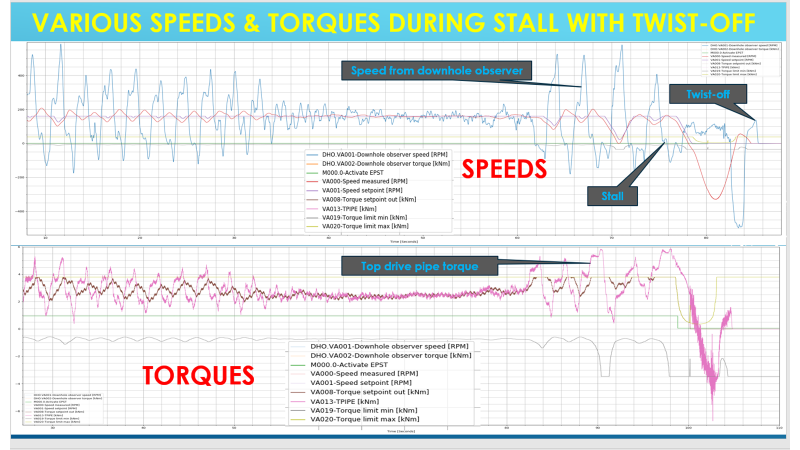 VARIOUS SPEEDS & TORQUES DURING STALL WITH TWIST-OFF
Speed from downhole observer
Twist-off
Stall
SPEEDS
DHO.VA001-Downhole observer speed [RPM]
DHO.VA002-Downhole observer torque [kNm]
M000.0-Activate EPST
VA000-Speed measured [RPM]
VA001-Speed setpoint [RPM]
VA008-Torque setpoint out [kNm]
VA013-TPIPE [kNm]
VA019-Torque limit min [kNm]
VA020-Torque limit max [kNm]
Time [seconds]
Top drive pipe torque
TORQUES
DHO.VA001-Downhole observer speed [RPM]
DHO.VA002-Downhole observer torque [kNm]
M000.0-Activate EPST
VA000-Speed measured [RPM]
VA001-Speed setpoint [RPM]
VA008-Torque setpoint out [kNm]
VA013-TPIPE [kNm]
VA019-Torque limit min [kNm]
VA020-Torque limit max [kNm]
Time [seconds]